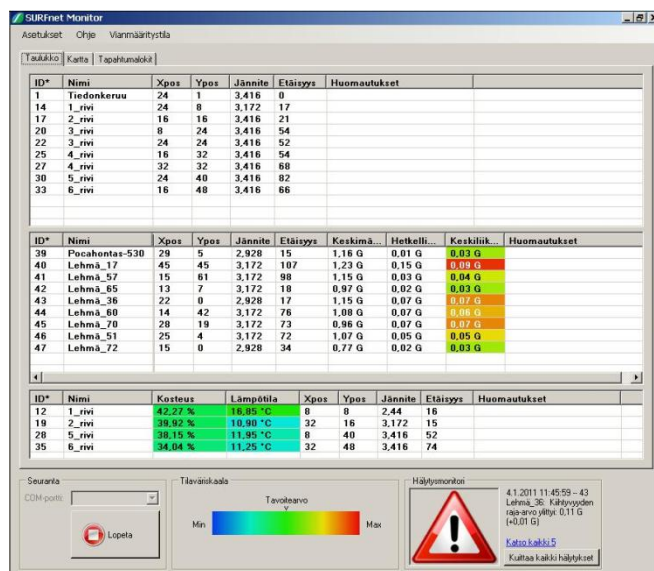 SURFnet Monitor
Asetukset Ohje Vianmääritystila
Taulukko Kartta Tapahtumalokit
ID* Nimi Xpos Ypos Jännite Etäisyys Huomautukset
1 Tiedonkeruu 24 1 3,416 0
14 1_rivi 24 8 3,172 17
17 2_rivi 16 16 3,416 21
20 3_rivi 8 24 3,416 54
22 3_rivi 24 24 3,416 52
25 4_rivi 16 32 3,416 54
27 4_rivi 32 32 3,416 68
30 5_rivi 24 40 3,416 82
33 6_rivi 16 48 3,416 66
ID* Nimi Xpos Ypos Jännite Etäisyys Keskimä... Hetkelli... Keskiliik... Huomautukset
39 Pocahontas-530 29 5 2,928 15 1,16 G 0,01 G 0,03 G
40 Lehmä_17 45 45 3,172 107 1,23 G 0,15 G 0,09 G
41 Lehmä_57 15 61 3,172 98 1,15 G 0,03 G 0,04 G
42 Lehmä_65 13 7 3,172 18 0,97 G 0,02 G 0,03 G
43 Lehmä_36 22 0 2,928 17 1,15 G 0,07 G 0,07 G
44 Lehmä_60 14 42 3,172 76 1,08 G 0,07 G 0,06 G
45 Lehmä_70 28 19 3,172 73 0,96 G 0,07 G 0,07 G
46 Lehmä_51 25 4 3,172 72 1,07 G 0,05 G 0,05 G
47 Lehmä_72 15 0 2,928 34 0,77 G 0,02 G 0,03 G
ID* Nimi Kosteus Lämpötila Xpos Ypos Jännite Etäisyys Huomautukset
12 1_rivi 42,27 % 16,85 °C 8 8 2,44 16
19 2_rivi 39,92 % 10,90 °C 32 16 3,172 15
28 5_rivi 38,15 % 11,95 °C 8 40 3,416 52
35 6_rivi 34,04 % 11,25 °C 32 48 3,416 74
Seuranta
COM-portti:
Lopeta
Tilaväriskaala
Tavoitearvo
Min Max
Hälytysmonitori
4.1.2011 11:45:59 – 43
Lehmä_36: Kiihtyvyyden
raja-arvo ylittyi: 0,11 G
(+0,01 G)
Katso kaikki 5
Kuittaa kaikki hälytykset